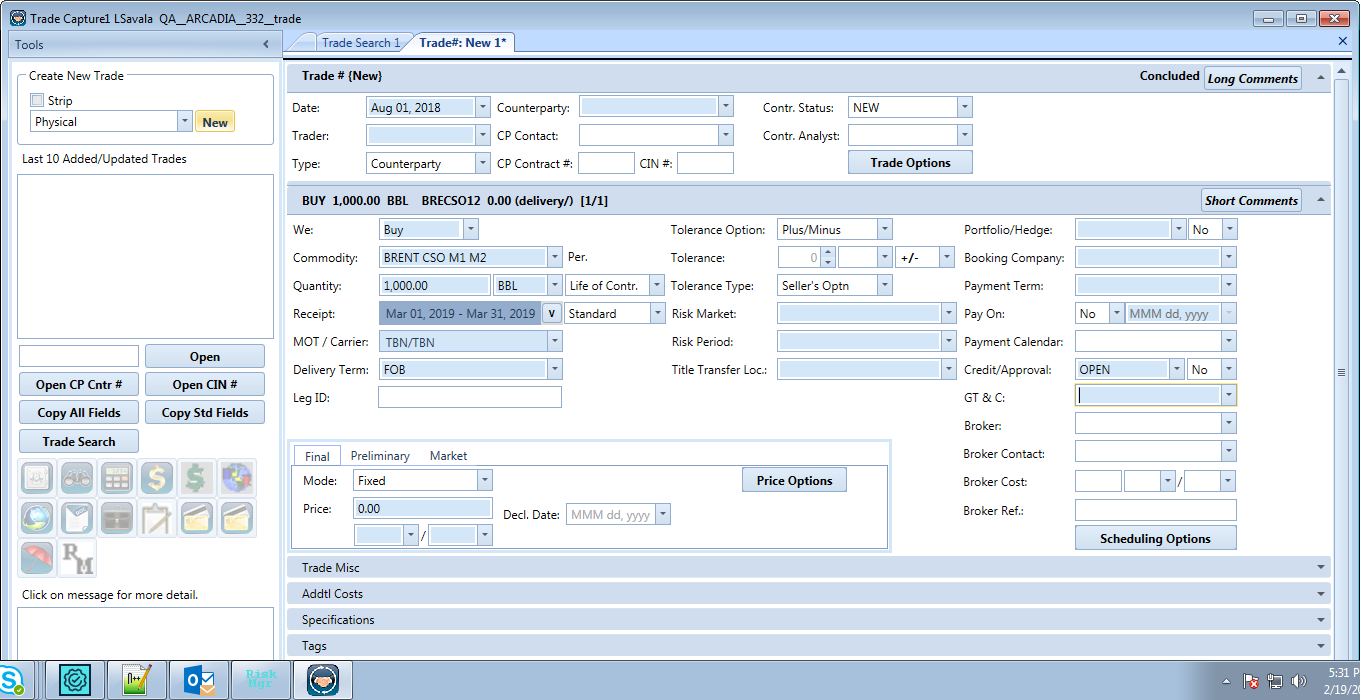 Trade Capture1 LSavala QA__ARCADIA__332__trade
Tools
Trade Search 1
Trade#: New 1*
Create New Trade
Strip
Physical
New
Last 10 Added/Updated Trades
Open
Open CP Cntr #
Open CIN #
Copy All Fields
Copy Std Fields
Trade Search
RM
Click on message for more detail.
Trade # {New}
Concluded
Long Comments
Date: Aug 01, 2018 Counterparty: Contr. Status: NEW
Trader: CP Contact: Contr. Analyst:
Type: Counterparty CP Contract #: CIN #: Trade Options
BUY 1,000.00 BBL BRECSO12 0.00 (delivery/) [1/1]
Short Comments
We: Buy Tolerance Option: Plus/Minus Portfolio/Hedge: No
Commodity: BRENT CSO M1 M2 Per. Tolerance: 0 +/- Booking Company:
Quantity: 1,000.00 BBL Life of Contr. Tolerance Type: Seller's Optn Payment Term:
Receipt: Mar 01, 2019 - Mar 31, 2019 v Standard Risk Market: Pay On: No MMM dd, yyyy
MOT / Carrier: TBN/TBN Risk Period: Payment Calendar:
Delivery Term: FOB Title Transfer Loc.: Credit/Approval: OPEN No
Leg ID: GT & C:
Broker:
Broker Contact:
Broker Cost: /
Broker Ref.:
Scheduling Options
Final Preliminary Market
Mode: Fixed Price Options
Price: 0.00 Decl. Date: MMM dd, yyyy
/
Trade Misc
Addtl Costs
Specifications
Tags
n++
Risk
Mgr
5:31 P
2/19/20